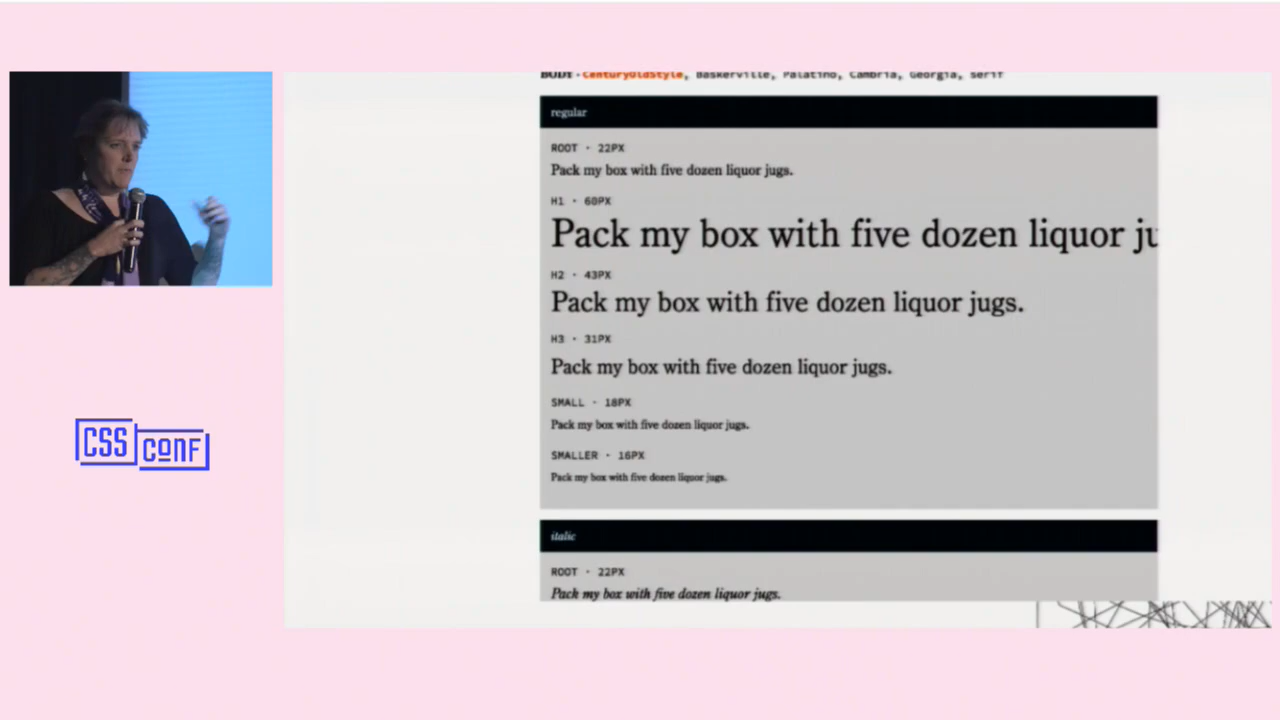 BODY · CenturyOldStyle, Baskerville, Palatino, Cambria, Georgia, serif
regular
ROOT · 22PX
Pack my box with five dozen liquor jugs.
H1 · 60PX
Pack my box with five dozen liquor ju
H2 · 43PX
Pack my box with five dozen liquor jugs.
H3 · 31PX
Pack my box with five dozen liquor jugs.
SMALL · 18PX
Pack my box with five dozen liquor jugs.
SMALLER · 16PX
Pack my box with five dozen liquor jugs.
italic
ROOT · 22PX
Pack my box with five dozen liquor jugs.
CSS
CONF